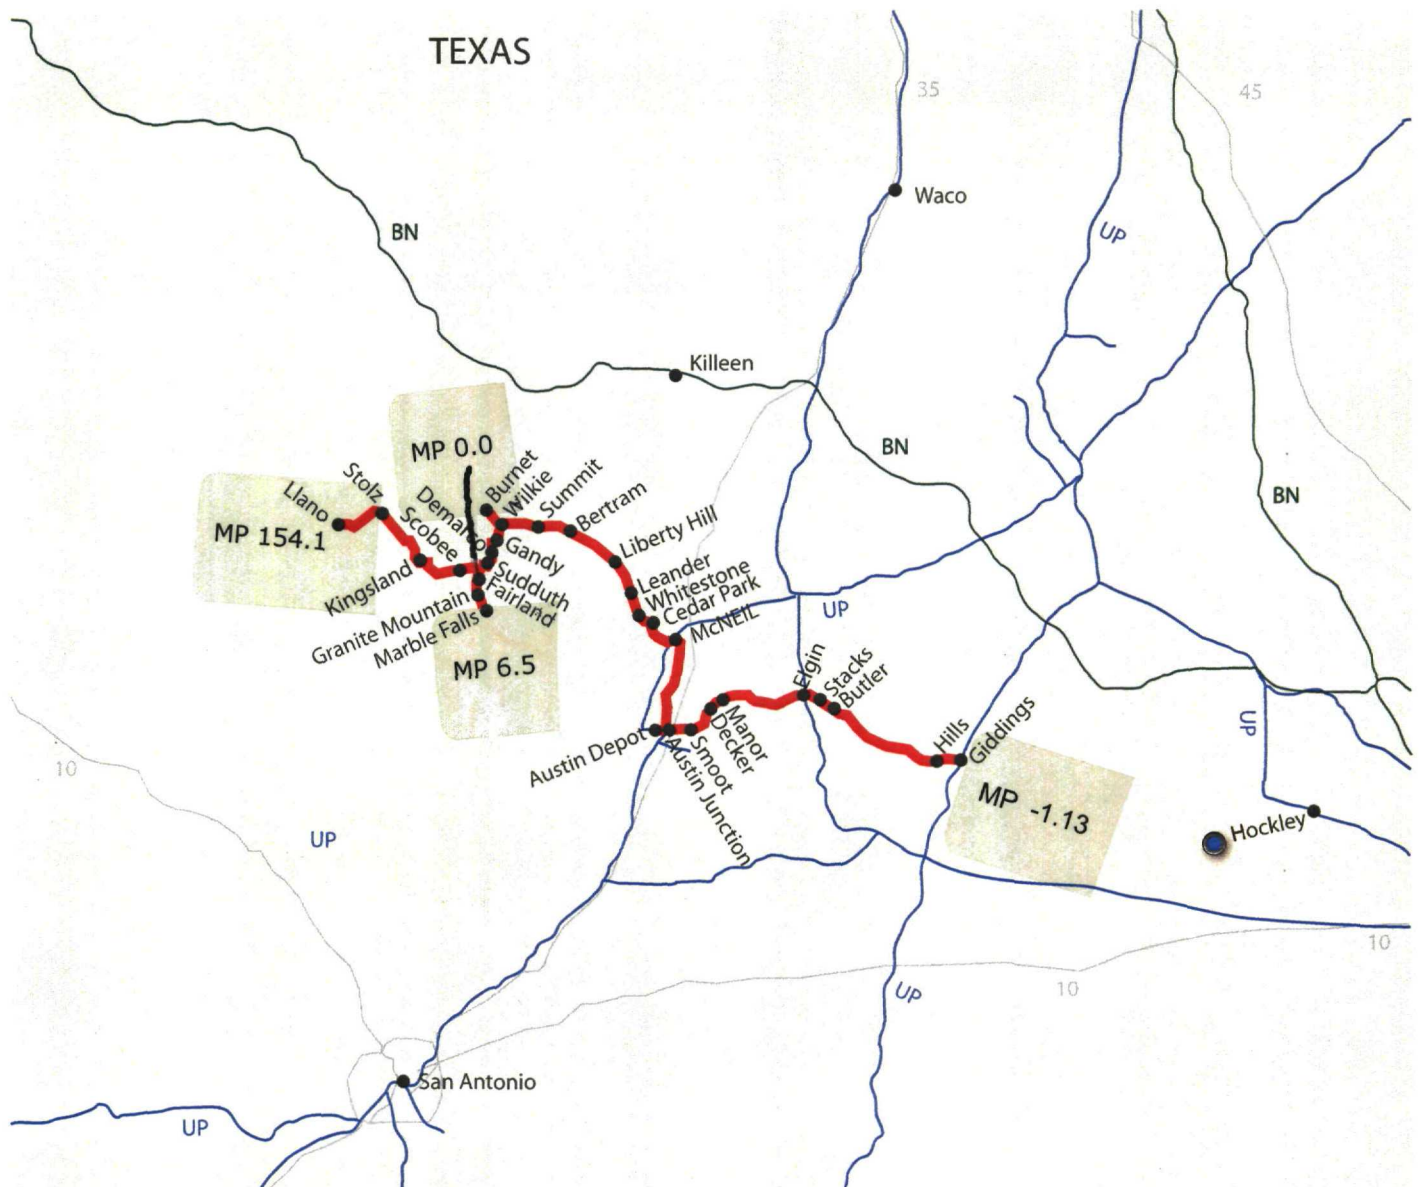 TEXAS
35
45
Waco
UP
BN
Killeen
BN
BN
MP 0.0
MP 154.1
Llano
Stolz
Scobee
Demarco
Burnet
Wilkie
Summit
Bertram
Liberty Hill
Gandy
Sudduth
Fairland
Leander
Whitestone
Cedar Park
McNEIL
Kingsland
Granite Mountain
Marble Falls
MP 6.5
UP
Elgin
Stacks
Butler
Manor
Decker
Smoot
Austin Junction
Austin Depot
Hills
Giddings
MP -1.13
UP
Hockley
10
UP
10
10
UP
San Antonio
UP